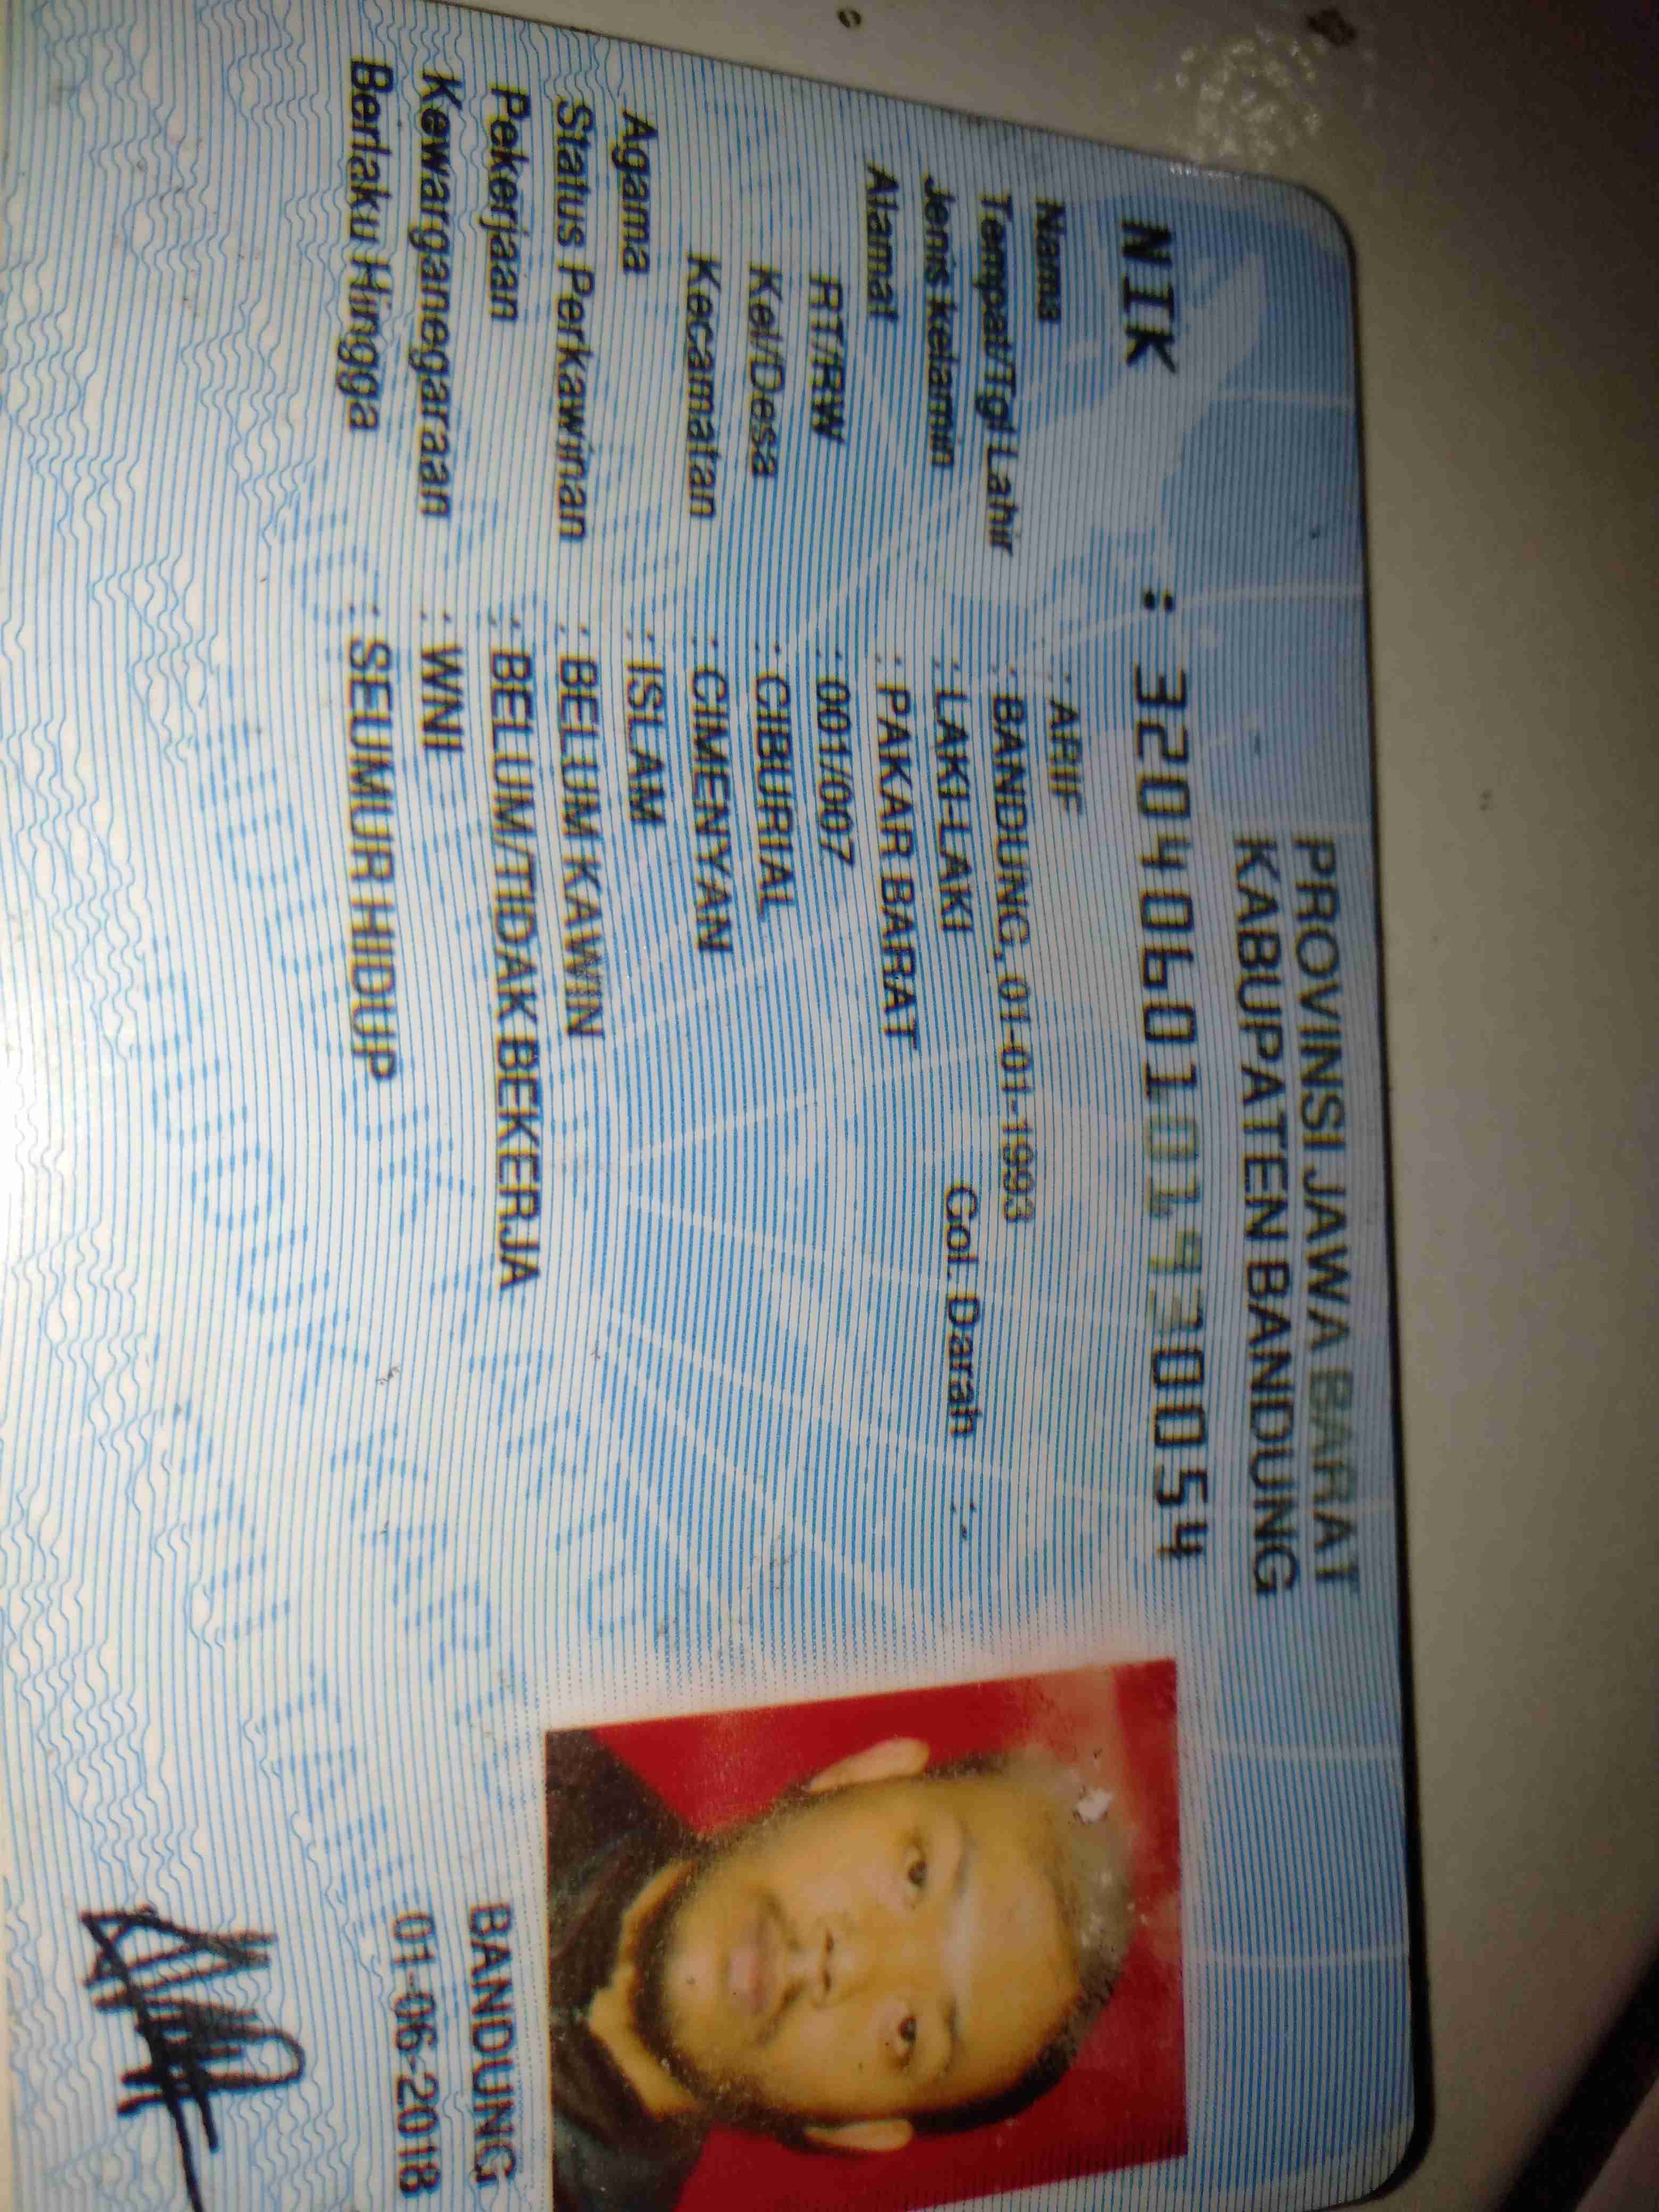 PROVINSI JAWA BARAT
KABUPATEN BANDUNG
NIK : 3204060101930054
Nama : ARIF
Tempat/Tgl Lahir : BANDUNG, 01-01-1993
Jenis kelamin : LAKI-LAKI Gol. Darah : -
Alamat : PAKAR BARAT
RT/RW : 001/007
Kel/Desa : CIBURIAL
Kecamatan : CIMENYAN
Agama : ISLAM
Status Perkawinan : BELUM KAWIN
Pekerjaan : BELUM/TIDAK BEKERJA
Kewarganegaraan : WNI
Berlaku Hingga : SEUMUR HIDUP
BANDUNG
01-06-2018